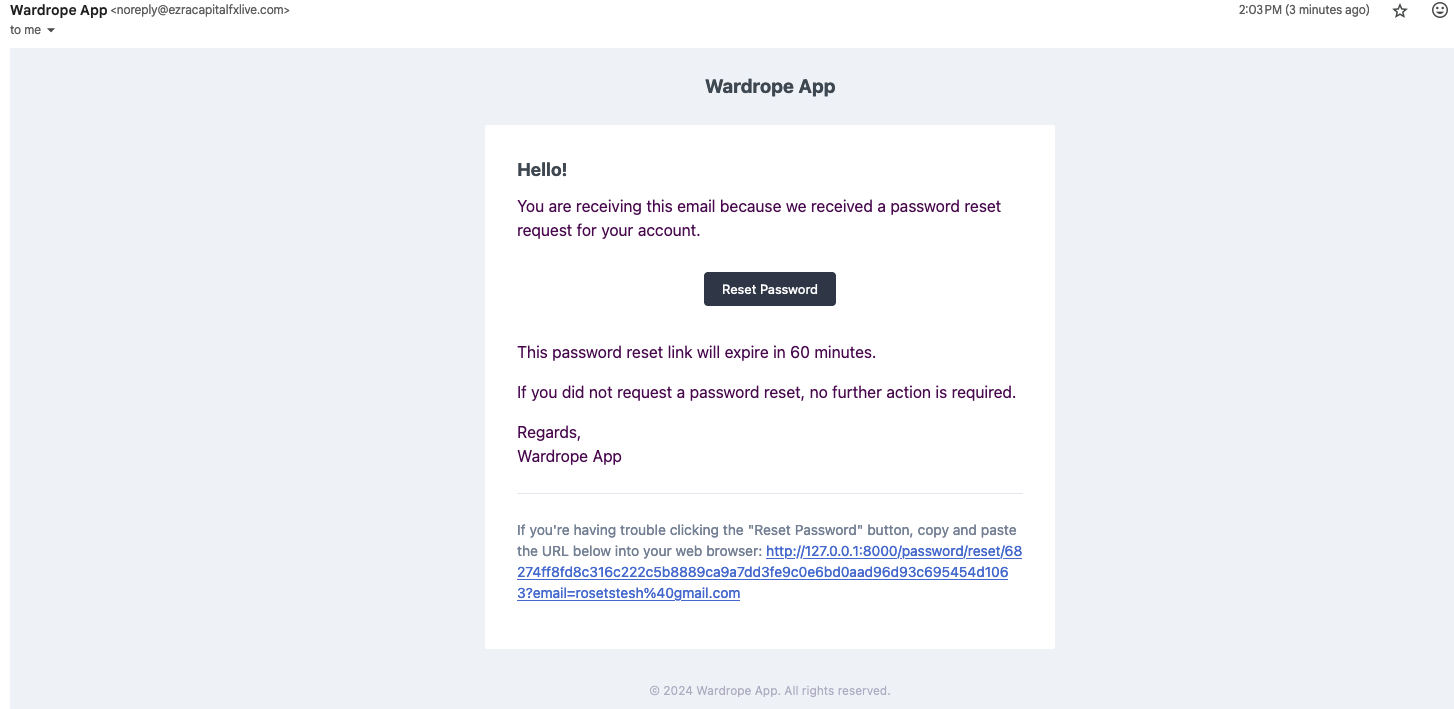 Wardrope App <noreply@ezracapitalfxlive.com>
2:03 PM (3 minutes ago)
to me
Wardrope App
Hello!
You are receiving this email because we received a password reset
request for your account.
Reset Password
This password reset link will expire in 60 minutes.
If you did not request a password reset, no further action is required.
Regards,
Wardrope App
If you're having trouble clicking the "Reset Password" button, copy and paste
the URL below into your web browser: http://127.0.0.1:8000/password/reset/68
274ff8fd8c316c222c5b8889ca9a7dd3fe9c0e6bd0aad96d93c695454d106
3?email=rosetstesh%40gmail.com
© 2024 Wardrope App. All rights reserved.